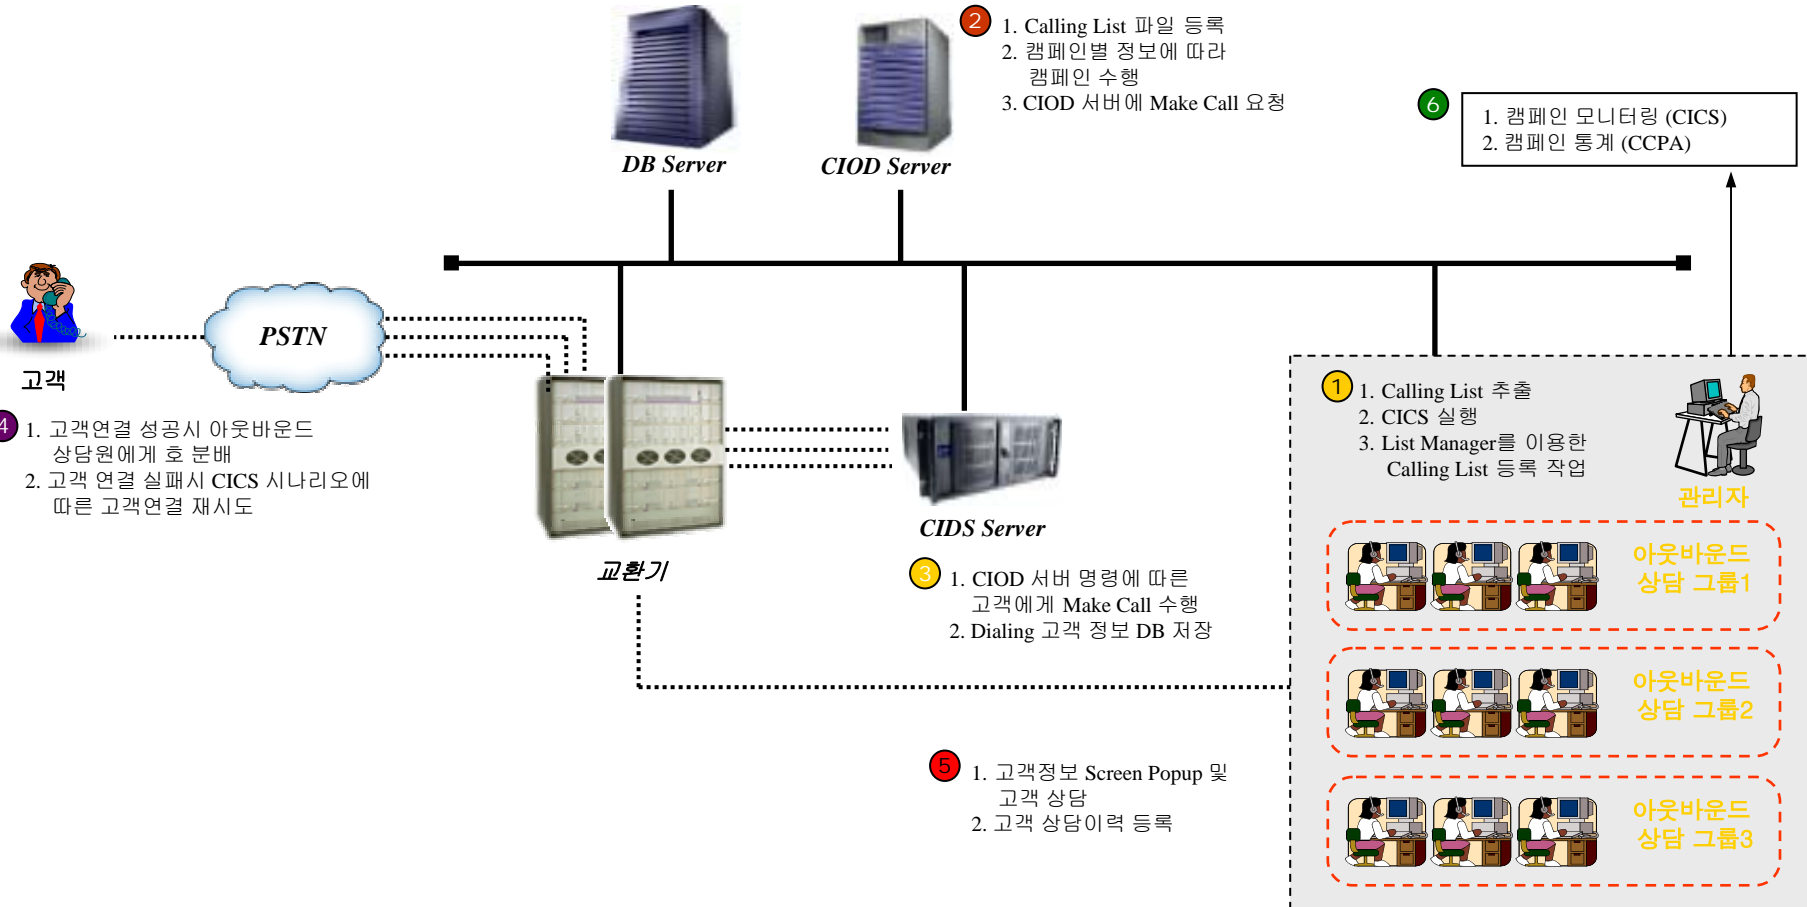 2
1. Calling List 파일 등록
2. 캠페인별 정보에 따라
캠페인 수행
3. CIOD 서버에 Make Call 요청
DB Server
CIOD Server
6
1. 캠페인 모니터링 (CICS)
2. 캠페인 통계 (CCPA)
PSTN
고객
4
1. 고객연결 성공시 아웃바운드
상담원에게 호 분배
2. 고객 연결 실패시 CICS 시나리오에
따른 고객연결 재시도
교환기
CIDS Server
3
1. CIOD 서버 명령에 따른
고객에게 Make Call 수행
2. Dialing 고객 정보 DB 저장
1
1. Calling List 추출
2. CICS 실행
3. List Manager를 이용한
Calling List 등록 작업
관리자
아웃바운드
상담 그룹1
아웃바운드
상담 그룹2
아웃바운드
상담 그룹3
5
1. 고객정보 Screen Popup 및
고객 상담
2. 고객 상담이력 등록